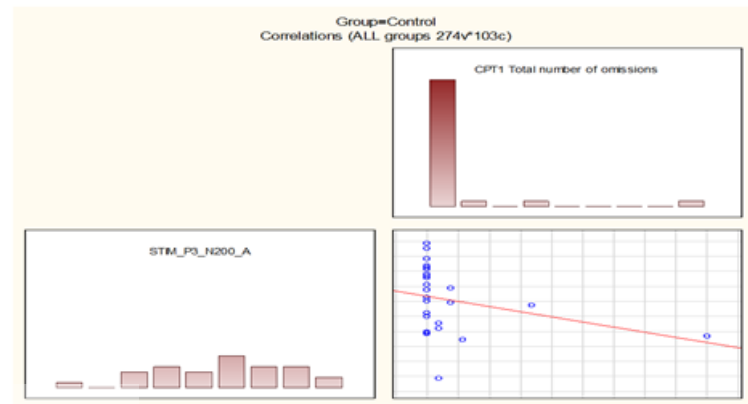 Group=Control
Correlations (ALL groups 274v*103c)
CPT1 Total number of omissions
STIM_P3_N200_A